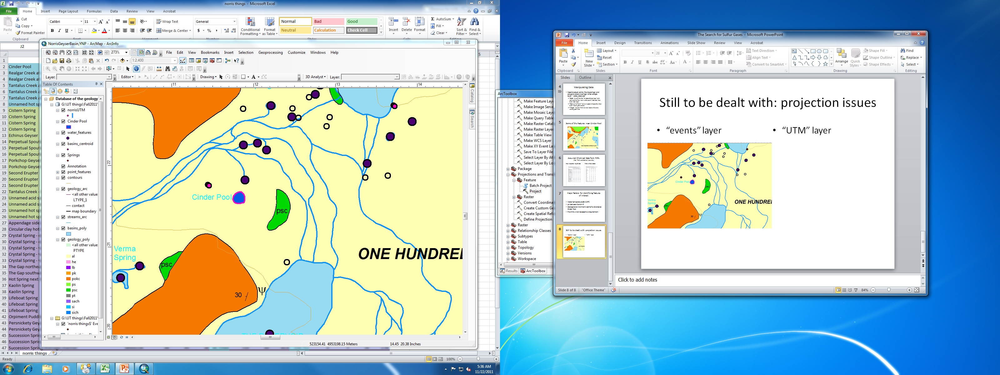 norris things - Microsoft Excel
File Home Insert Page Layout Formulas Data Review View Acrobat
Paste
Cut
Copy
Format Painter
Clipboard
Calibri 11
Wrap Text
Merge & Center
General
Conditional Formatting
Format as Table
Normal Bad Good
Neutral Calculation Check Cell
Insert Delete Format
AutoSum
Fill
Clear
Sort & Filter
Find & Select
Editing
J2
NorrisGeyserBasin,YNP - ArcMap - ArcInfo
273% File Edit View Bookmarks Insert Selection Geoprocessing Customize Windows Help
1:2,400
Layer: Editor Drawing 3D Analyst Layer:
Table Of Contents
Database of the geology
G:\UT things\Fall2011\
norrisUTM
Cinder Pool
water_features
basins_centroid
Springs
Annotation
point_features
contours
geology_arc
<all other value
LTYPE_1
contact
map boundary
streams_arc
basins_poly
geology_poly
<all other value
PTYPE
al
he
lb
pk
pokc
ps
psc
pt
sach
si
sich
G:\UT things\Fall2011\
'norris things$' Eve
11 12 13 14
22
21
20
Cinder Pool
psc
Verma
Spring
psc
ONE HUNDREI
30
Ψ
Catalog
Search
523154.41 4953198.15 Meters
14.45 20.38 Inches
1
2 Cinder Pool
3 Realgar Creek at
4 Realgar Creek at
5 Tantalus Creek a
6 Tantalus Creek a
7 Tantalus Creek a
8 Unnamed hot sp
9 Cistern Spring
10 Cistern Spring
11 Cistern Spring
12 Cistern Spring
13 Echinus Geyser
14 Perpetual Spout
15 Perpetual Spout
16 Perpetual Spout
17 Porkchop Geyse
18 Porkchop Geyse
19 Second Erupter
20 Second Erupter
21 Second Erupter
22 Tantalus Creek -
23 Unnamed acid s
24 Unnamed acid s
25 Unnamed hot sp
26 Unnamed hot sp
27 Appendage side
28 Circular clay hot
29 Crystal Spring -
30 Crystal Spring -
31 Crystal Spring -
32 Crystal Spring -
33 Crystal Spring -
34 The Gap northea
35 The Gap southw
36 Hot Spring next
37 Kaolin Spring
38 Kaolin Spring
39 Lifeboat Spring
40 Lifeboat Spring
41 Lifeboat Spring
42 Orpiment Puddl
43 Persnickety Gey
44 Persnickety Gey
45 Succession Sprin
46 Succession Sprin
47 Succession Spring
norris things
Ready
100%
5:36 AM
11/22/2011
ArcToolbox
Make Feature Laye
Make Image Serve
Make Mosaic Laye
Make Query Table
Make Raster Catal
Make Raster Layer
Make Table View
Make WCS Layer
Make XY Event La
Save To Layer File
Select Layer By Att
Select Layer By Lo
Package
Projections and Trans
Feature
Batch Project
Project
Raster
Convert Coordina
Create Custom Ge
Create Spatial Refe
Define Projection
Raster
Relationship Classes
Subtypes
Table
Topology
Versions
Workspace
Results ArcToolbox
The Search for Sulfur Gases - Microsoft PowerPoint
File Home Insert Design Transitions Animations Slide Show Review View Acrobat
Paste
Clipboard
New Slide
Layout
Reset
Section
Slides
28
Font
Text Direction
Align Text
Convert to SmartArt
Paragraph
Arrange
Quick Styles
Shape Fill
Shape Outline
Shape Effects
Drawing
Find
Replace
Select
Editing
Slides Outline
4
Manipulating Data
5
Some of the Features near Cinder Pool
6
Acquired Chemical Data from PDFs
7
Major factors for identifying features
of interest
8
Still to be dealt with: projection issues
Still to be dealt with: projection issues
• “events” layer
• “UTM” layer
Cinder Pool
psc
Verma
Spring
psc
ONE HUNDREI
30
Click to add notes
Slide 8 of 8 "Office Theme" 84%